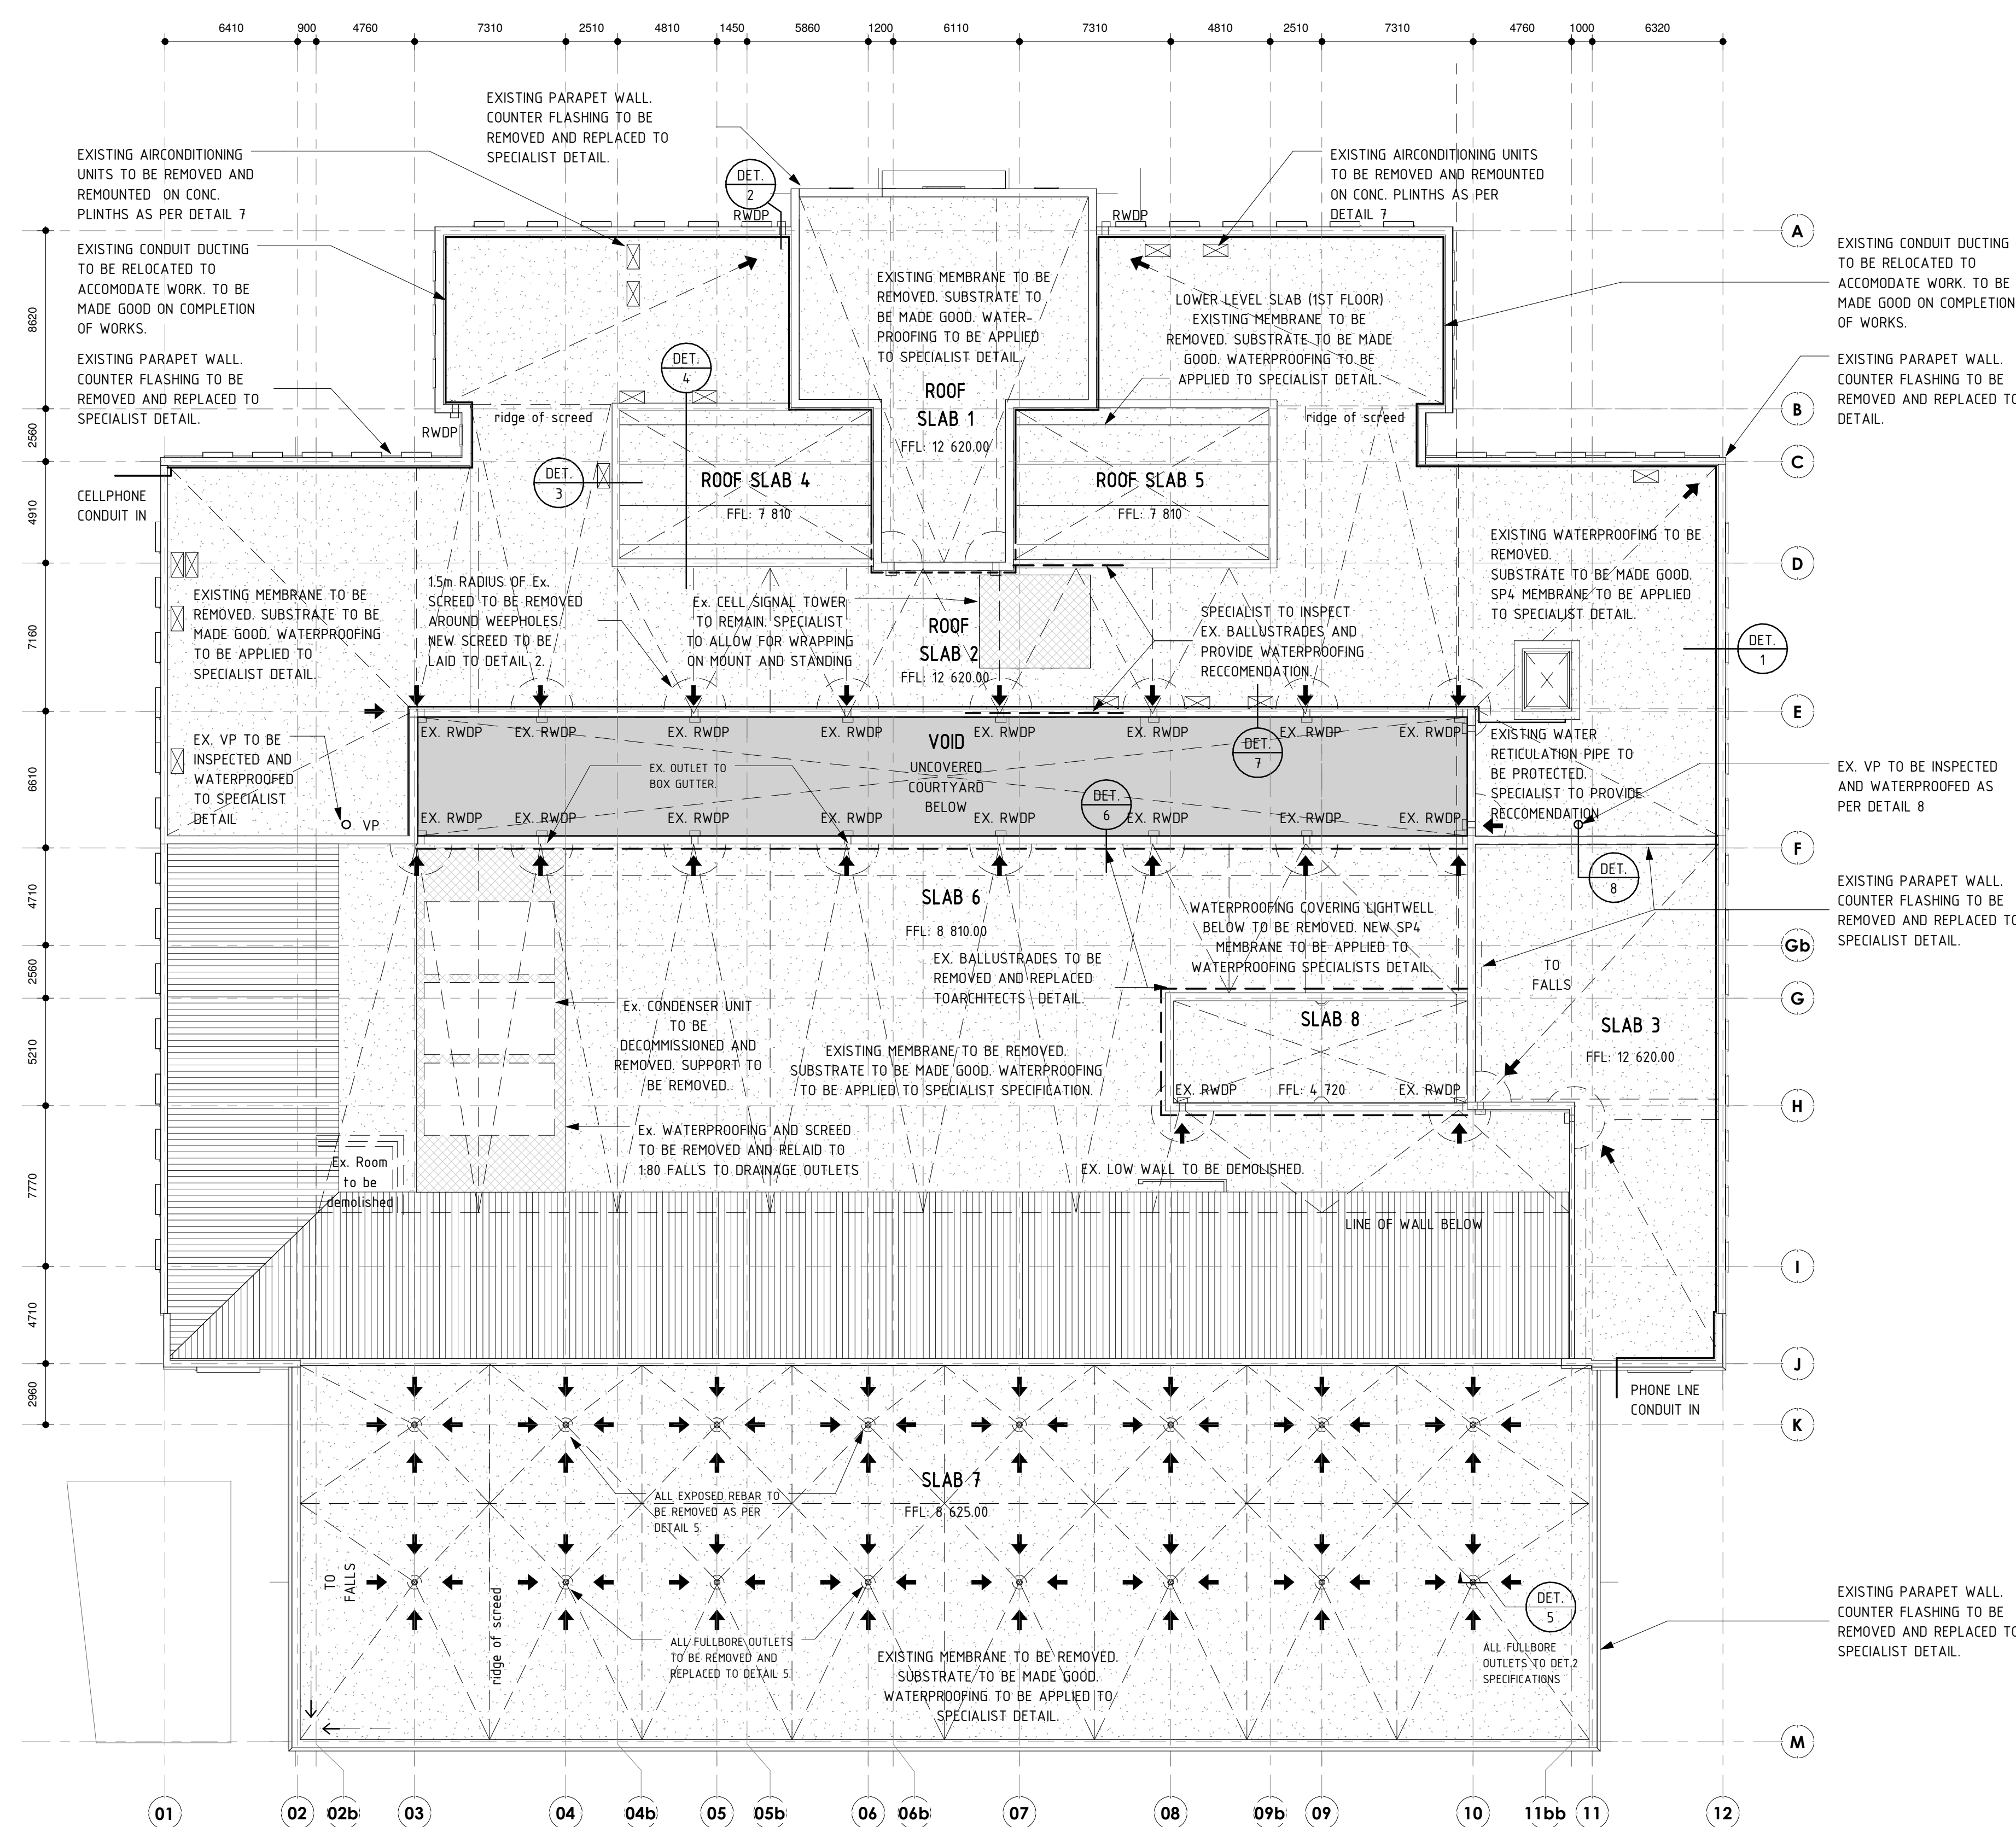 6410 900 4760 7310 2510 4810 1450 5860 1200 6110 7310 4810 2510 7310 4760 1000 6320
EXISTING PARAPET WALL.
COUNTER FLASHING TO BE
REMOVED AND REPLACED TO
SPECIALIST DETAIL.
EXISTING AIRCONDITIONING
UNITS TO BE REMOVED AND
REMOUNTED ON CONC.
PLINTHS AS PER DETAIL 7
DET.
2
RWDP
RWDP
EXISTING AIRCONDITIONING UNITS
TO BE REMOVED AND REMOUNTED
ON CONC. PLINTHS AS PER
DETAIL 7
EXISTING CONDUIT DUCTING
TO BE RELOCATED TO
ACCOMODATE WORK. TO BE
MADE GOOD ON COMPLETION
OF WORKS.
EXISTING CONDUIT DUCTING
TO BE RELOCATED TO
ACCOMODATE WORK. TO BE
MADE GOOD ON COMPLETION
OF WORKS.
EXISTING PARAPET WALL.
COUNTER FLASHING TO BE
REMOVED AND REPLACED TO
SPECIALIST DETAIL.
EXISTING PARAPET WALL.
COUNTER FLASHING TO BE
REMOVED AND REPLACED TO
DETAIL.
EXISTING MEMBRANE TO BE
REMOVED. SUBSTRATE TO
BE MADE GOOD. WATER-
PROOFING TO BE APPLIED
TO SPECIALIST DETAIL.
ROOF
SLAB 1
FFL: 12 620.00
LOWER LEVEL SLAB (1ST FLOOR)
EXISTING MEMBRANE TO BE
REMOVED. SUBSTRATE TO BE MADE
GOOD. WATERPROOFING TO BE
APPLIED TO SPECIALIST DETAIL.
DET.
4
ridge of screed
ridge of screed
RWDP
DET.
3
ROOF SLAB 4
FFL: 7 810
ROOF SLAB 5
FFL: 7 810
CELLPHONE
CONDUIT IN
EXISTING WATERPROOFING TO BE
REMOVED.
SUBSTRATE TO BE MADE GOOD.
SP4 MEMBRANE TO BE APPLIED
TO SPECIALIST DETAIL.
EXISTING MEMBRANE TO BE
REMOVED. SUBSTRATE TO BE
MADE GOOD. WATERPROOFING
TO BE APPLIED TO
SPECIALIST DETAIL.
1.5m RADIUS OF Ex.
SCREED TO BE REMOVED
AROUND WEEPHOLES.
NEW SCREED TO BE
LAID TO DETAIL 2.
Ex. CELL SIGNAL TOWER
TO REMAIN. SPECIALIST
TO ALLOW FOR WRAPPING
ON MOUNT AND STANDING
ROOF
SLAB 2
FFL: 12 620.00
SPECIALIST TO INSPECT
EX. BALLUSTRADES AND
PROVIDE WATERPROOFING
RECCOMENDATION.
DET.
1
EX. RWDP EX. RWDP EX. RWDP EX. RWDP EX. RWDP EX. RWDP EX. RWDP EX. RWDP
VOID
UNCOVERED
COURTYARD
BELOW
EX. OUTLET TO
BOX GUTTER.
DET.
7
DET.
6
EX. RWDP EX. RWDP EX. RWDP EX. RWDP EX. RWDP EX. RWDP EX. RWDP EX. RWDP
EX. VP TO BE
INSPECTED AND
WATERPROOFED
TO SPECIALIST
DETAIL
VP
EXISTING WATER
RETICULATION PIPE TO
BE PROTECTED.
SPECIALIST TO PROVIDE
RECCOMENDATION
EX. VP TO BE INSPECTED
AND WATERPROOFED AS
PER DETAIL 8
DET.
8
EXISTING PARAPET WALL.
COUNTER FLASHING TO BE
REMOVED AND REPLACED TO
SPECIALIST DETAIL.
SLAB 6
FFL: 8 810.00
WATERPROOFING COVERING LIGHTWELL
BELOW TO BE REMOVED. NEW SP4
MEMBRANE TO BE APPLIED TO
WATERPROOFING SPECIALISTS DETAIL.
EX. BALLUSTRADES TO BE
REMOVED AND REPLACED
TOARCHITECTS DETAIL.
TO
FALLS
Ex. CONDENSER UNIT
TO BE
DECOMMISSIONED AND
REMOVED. SUPPORT TO
BE REMOVED.
SLAB 8
EX. RWDP FFL: 4 720 EX. RWDP
SLAB 3
FFL: 12 620.00
EXISTING MEMBRANE TO BE REMOVED.
SUBSTRATE TO BE MADE GOOD. WATERPROOFING
TO BE APPLIED TO SPECIALIST SPECIFICATION.
Ex. WATERPROOFING AND SCREED
TO BE REMOVED AND RELAID TO
1:80 FALLS TO DRAINAGE OUTLETS
Ex. Room
to be
demolished
EX. LOW WALL TO BE DEMOLISHED.
LINE OF WALL BELOW
PHONE LNE
CONDUIT IN
SLAB 7
FFL: 8 625.00
ALL EXPOSED REBAR TO
BE REMOVED AS PER
DETAIL 5.
TO
FALLS
ridge of screed
ALL FULLBORE OUTLETS
TO BE REMOVED AND
REPLACED TO DETAIL 5.
EXISTING MEMBRANE TO BE REMOVED.
SUBSTRATE TO BE MADE GOOD.
WATERPROOFING TO BE APPLIED TO
SPECIALIST DETAIL.
DET.
5
ALL FULLBORE
OUTLETS TO DET.2
SPECIFICATIONS
EXISTING PARAPET WALL.
COUNTER FLASHING TO BE
REMOVED AND REPLACED TO
SPECIALIST DETAIL.
8620
2560
4910
7160
6610
4710
2560
5210
7770
4710
2960
A
B
C
D
E
F
Gb
G
H
I
J
K
M
01 02 02b 03 04 04b 05 05b 06 06b 07 08 09b 09 10 11bb 11 12